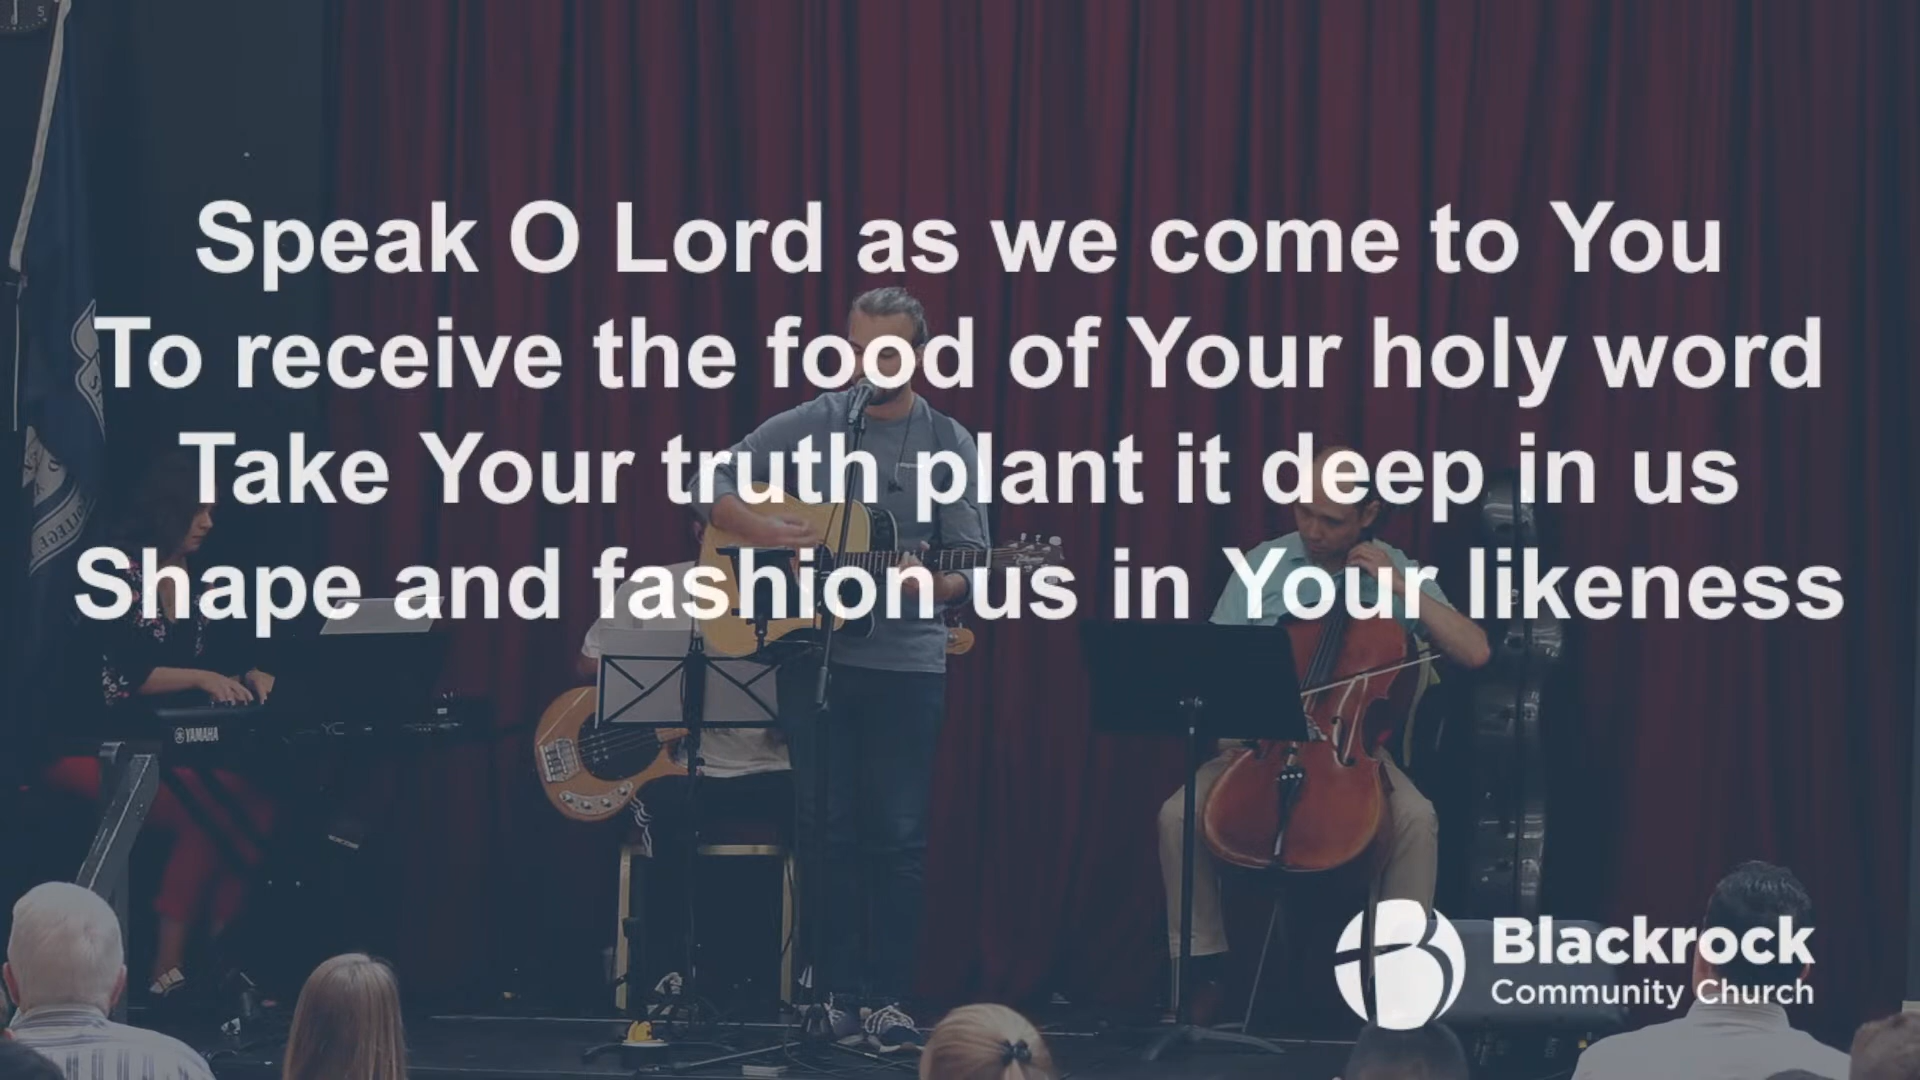 Speak O Lord as we come to You
To receive the food of Your holy word
Take Your truth plant it deep in us
Shape and fashion us in Your likeness
YAMAHA
Blackrock
Community Church